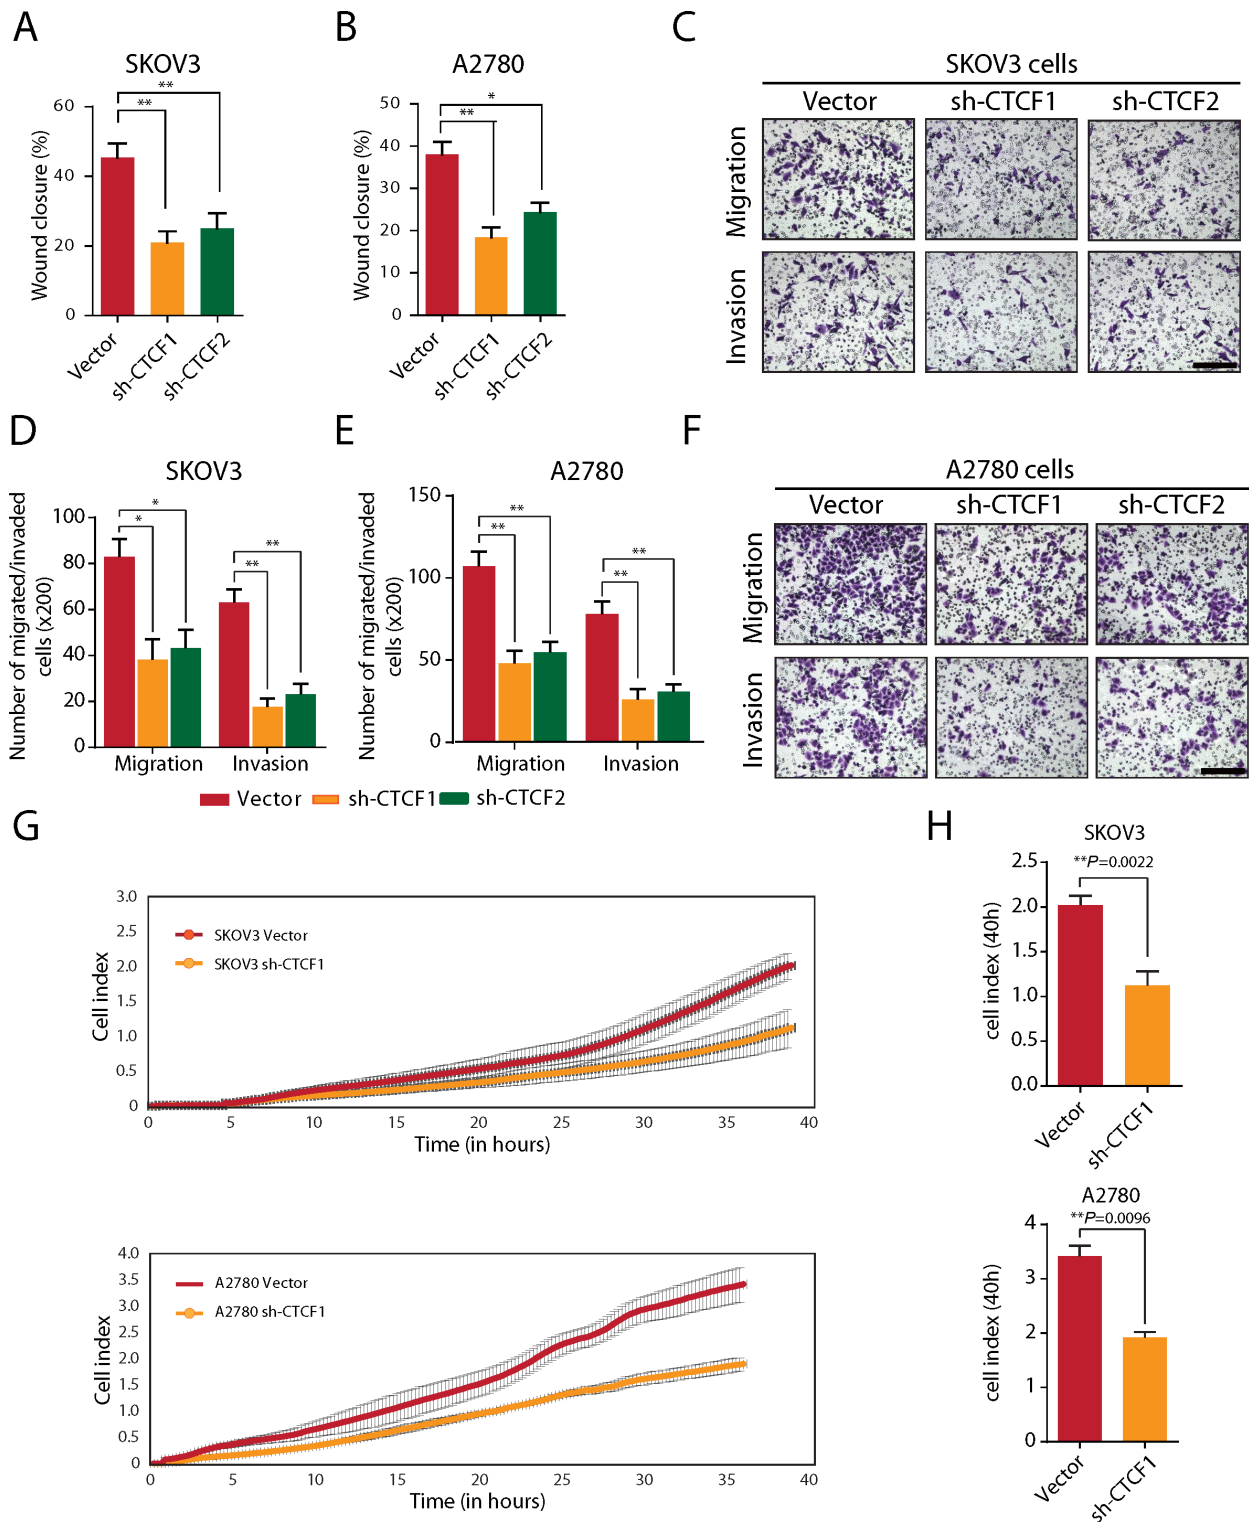 A
SKOV3
**
**
60
40
20
0
Wound closure (%)
Vector
sh-CTCF1
sh-CTCF2
B
A2780
*
**
50
40
30
20
10
0
Wound closure (%)
Vector
sh-CTCF1
sh-CTCF2
C
SKOV3 cells
Vector
sh-CTCF1
sh-CTCF2
Migration
Invasion
D
SKOV3
*
*
**
**
100
80
60
40
20
0
Number of migrated/invaded
cells (x200)
Migration
Invasion
E
A2780
**
**
**
**
150
100
50
0
Number of migrated/invaded
cells (x200)
Migration
Invasion
Vector
sh-CTCF1
sh-CTCF2
F
A2780 cells
Vector
sh-CTCF1
sh-CTCF2
Migration
Invasion
G
3.0
2.5
2.0
1.5
1.0
0.5
0
Cell index
SKOV3 Vector
SKOV3 sh-CTCF1
0 5 10 15 20 25 30 35 40
Time (in hours)
4.0
3.5
3.0
2.5
2.0
1.5
1.0
0.5
0
Cell index
A2780 Vector
A2780 sh-CTCF1
0 5 10 15 20 25 30 35 40
Time (in hours)
H
SKOV3
**P=0.0022
2.5
2.0
1.5
1.0
0.0
cell index (40h)
Vector
sh-CTCF1
A2780
**P=0.0096
4
3
2
1
0
cell index (40h)
Vector
sh-CTCF1